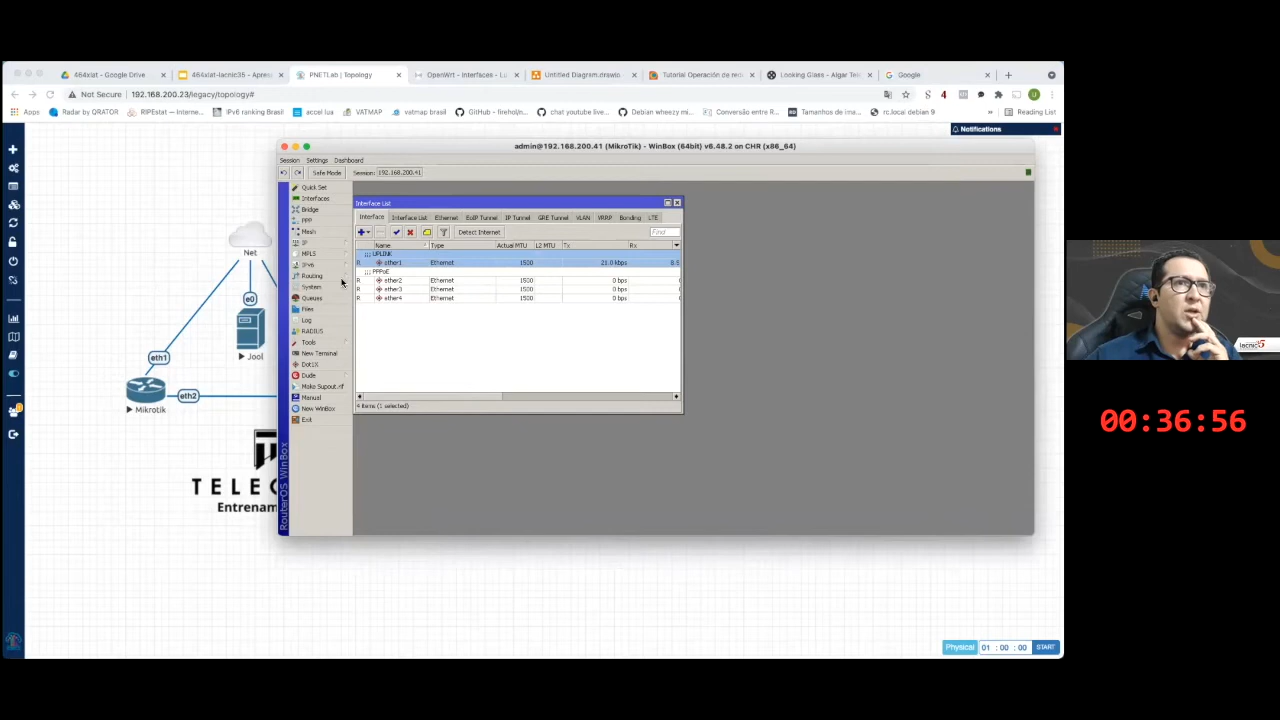 464xlat - Google Drive
464xlat-lacnic35 - Apres
PNETLab | Topology
OpenWrt - Interfaces - Lu
Untitled Diagram.drawio
Tutorial Operación de red
Looking Glass - Algar Tele
Google
Not Secure | 192.168.200.23/legacy/topology#
Apps
Radar by QRATOR
RIPEstat — Interne...
IPv6 ranking Brasil
accel lua
VATMAP
vatmap brasil
GitHub - firehol/n...
chat youtube live...
Debian wheezy mi...
Conversión entre R...
Tamanhos de ima...
rc.local debian 9
Reading List
Notifications
admin@192.168.200.41 (MikroTik) - WinBox (64bit) v6.48.2 on CHR (x86_64)
Session Settings Dashboard
Safe Mode
Session: 192.168.200.41
Quick Set
Interfaces
Bridge
PPP
Mesh
IP
MPLS
IPv6
Routing
System
Queues
Files
Log
RADIUS
Tools
New Terminal
Dot1X
Dude
Make Supout.rif
Manual
New WinBox
Exit
RouterOS WinBox
Interface List
Interface
Interface List
Ethernet
EoIP Tunnel
IP Tunnel
GRE Tunnel
VLAN
VRRP
Bonding
LTE
Detect Internet
Find
Name Type Actual MTU L2 MTU Tx Rx
;;; UPLINK
R ether1 Ethernet 1500 21.0 kbps
;;; PPPoE
R ether2 Ethernet 1500 0 bps
R ether3 Ethernet 1500 0 bps
R ether4 Ethernet 1500 0 bps
4 items (1 selected)
Net
e0
Jool
eth1
eth2
Mikrotik
TELEC
Entrenam
lacnic35
00:36:56
Physical
01 : 00 : 00
START